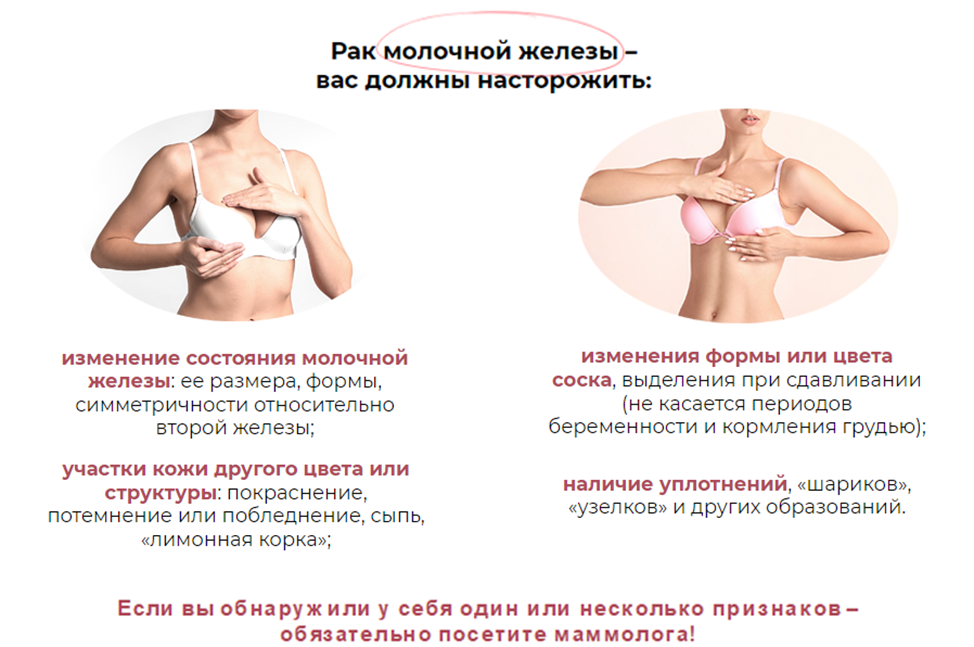 Рак молочной железы –
вас должны насторожить:
изменение состояния молочной
железы: ее размера, формы,
симметричности относительно
второй железы;
участки кожи другого цвета или
структуры: покраснение,
потемнение или побледнение, сыпь,
«лимонная корка»;
изменения формы или цвета
соска, выделения при сдавливании
(не касается периодов
беременности и кормления грудью);
наличие уплотнений, «шариков»,
«узелков» и других образований.
Если вы обнаружили у себя один или несколько признаков –
обязательно посетите маммолога!